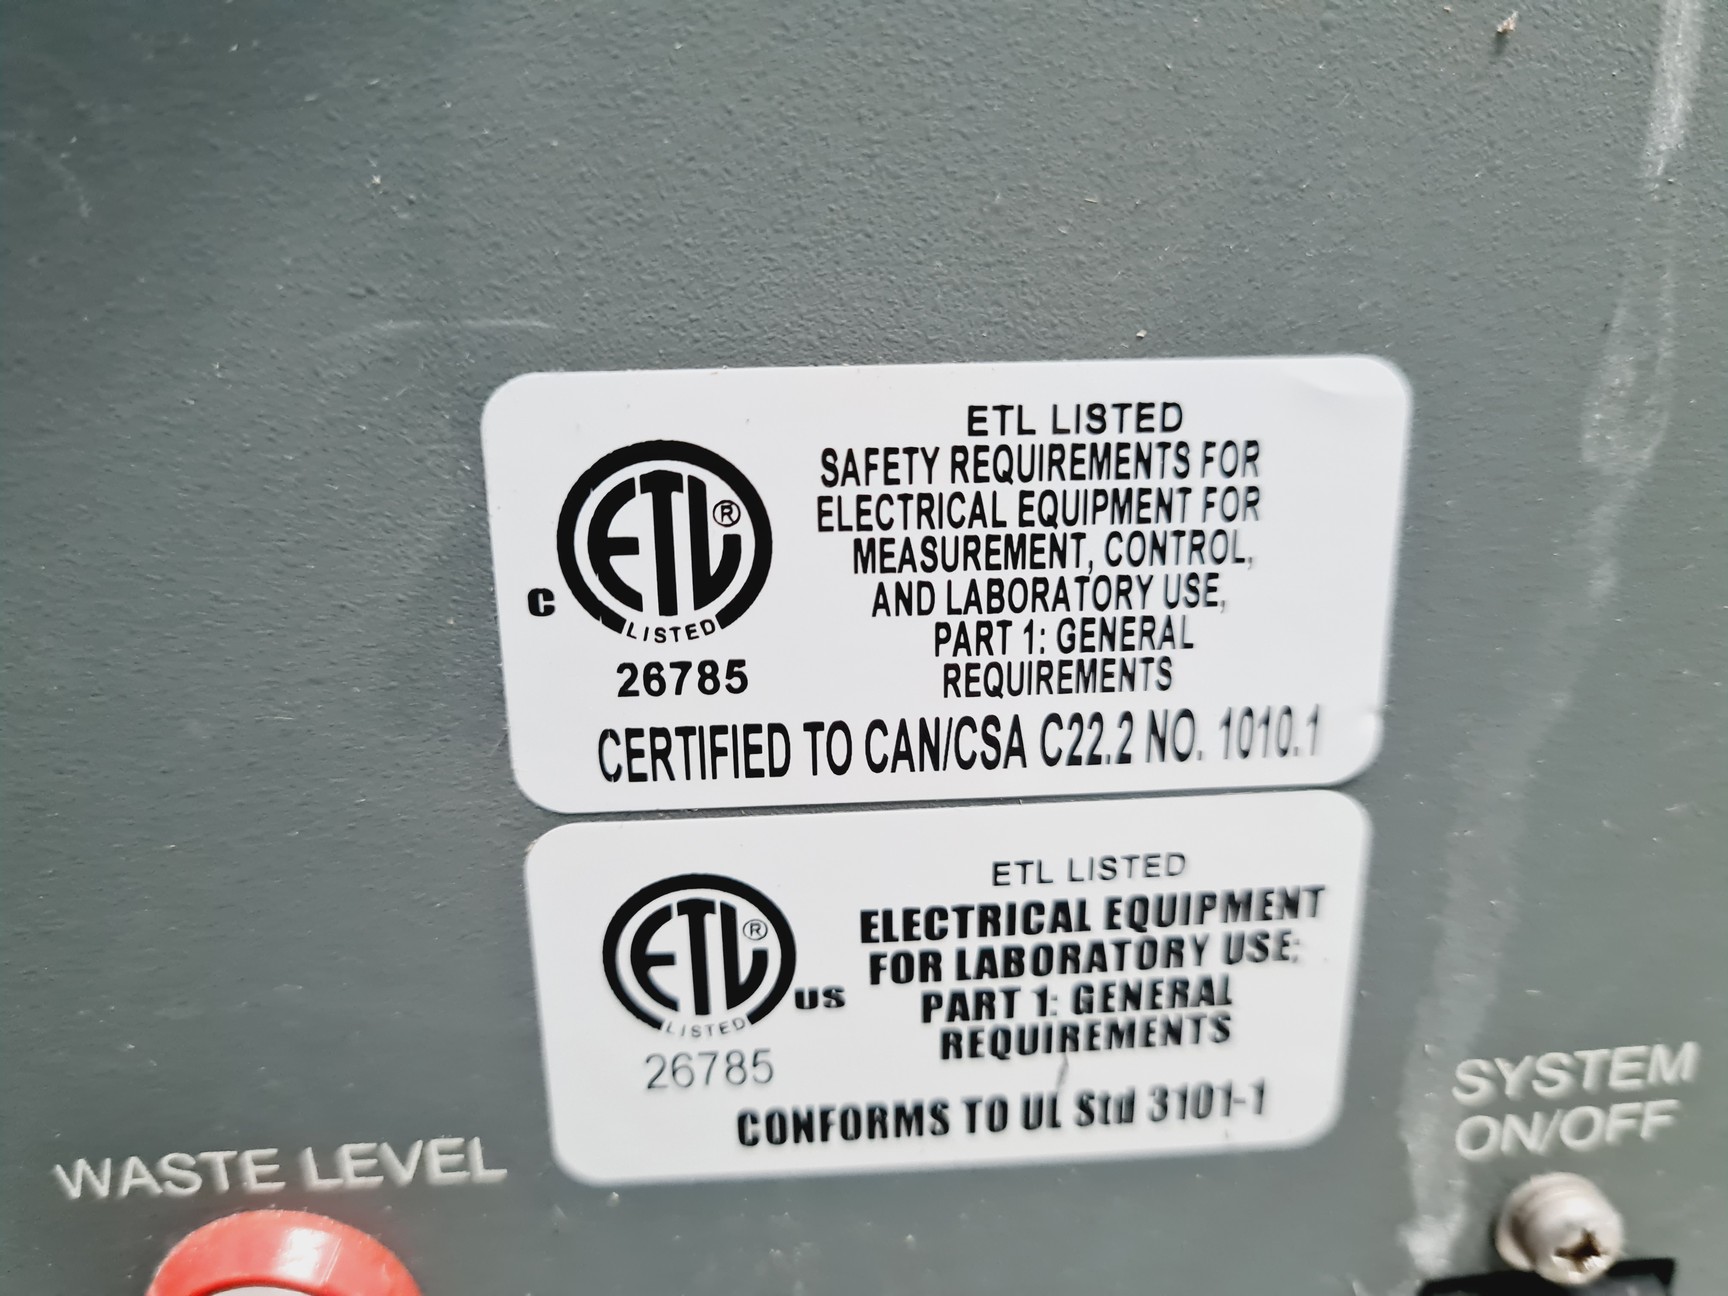 ETL LISTED
SAFETY REQUIREMENTS FOR
ELECTRICAL EQUIPMENT FOR
MEASUREMENT, CONTROL,
AND LABORATORY USE,
PART 1: GENERAL
REQUIREMENTS
C ETL® LISTED
26785
CERTIFIED TO CAN/CSA C22.2 NO. 1010.1
ETL LISTED
ELECTRICAL EQUIPMENT
FOR LABORATORY USE;
PART 1: GENERAL
REQUIREMENTS
ETL® LISTED US
26785
CONFORMS TO UL Std 3101-1
WASTE LEVEL
SYSTEM
ON/OFF